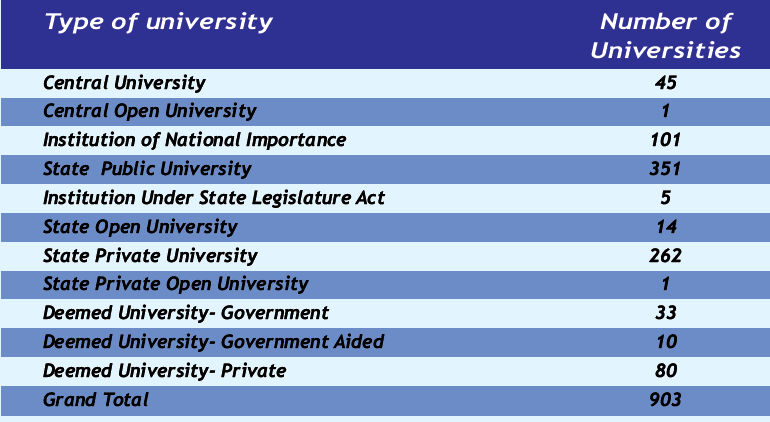 Type of university Number of
Universities
Central University 45
Central Open University 1
Institution of National Importance 101
State Public University 351
Institution Under State Legislature Act 5
State Open University 14
State Private University 262
State Private Open University 1
Deemed University- Government 33
Deemed University- Government Aided 10
Deemed University- Private 80
Grand Total 903